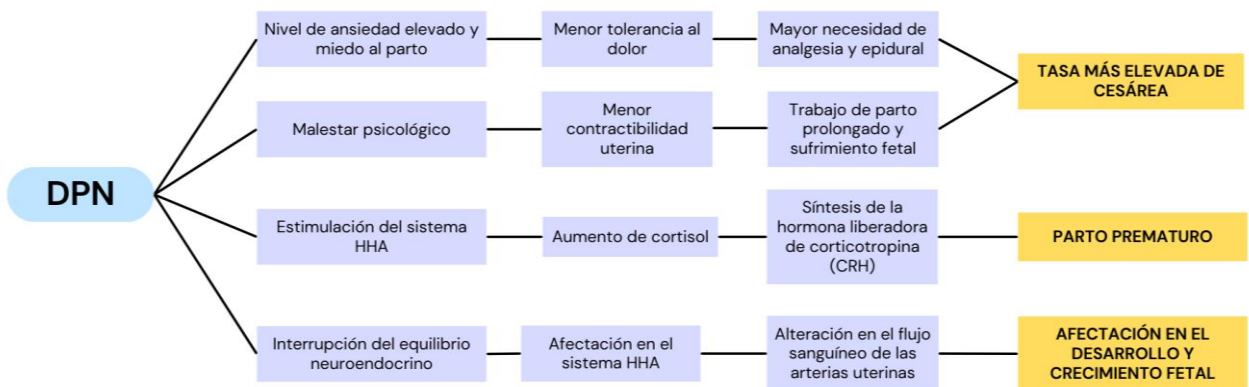 DPN
Nivel de ansiedad elevado y
miedo al parto
Menor tolerancia al
dolor
Mayor necesidad de
analgesia y epidural
Malestar psicológico
Menor
contractibilidad
uterina
Trabajo de parto
prolongado y
sufrimiento fetal
TASA MÁS ELEVADA DE
CESÁREA
Estimulación del sistema
HHA
Aumento de cortisol
Síntesis de la
hormona liberadora
de corticotropina
(CRH)
PARTO PREMATURO
Interrupción del equilibrio
neuroendocrino
Afectación en el
sistema HHA
Alteración en el flujo
sanguíneo de las
arterias uterinas
AFECTACIÓN EN EL
DESARROLLO Y
CRECIMIENTO FETAL